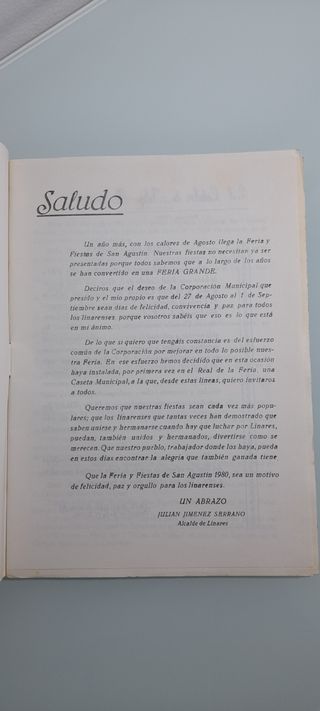 Saludo
Un año más, con los calores de Agosto llega la Feria y
Fiestas de San Agustín. Nuestras fiestas no necesitan ya ser
presentadas porque todos sabemos que a lo largo de los años
se han convertido en una FERIA GRANDE.
Deciros que el deseo de la Corporación Municipal que
presido y el mío propio es que del 27 de Agosto al 1 de Sep-
tiembre sean días de felicidad, convivencia y paz para todos
los linarenses, porque vosotros sabéis que eso es lo que está
en mi ánimo.
De lo que si quiero que tengáis constancia es del esfuerzo
común de la Corporación por mejorar en todo lo posible nues-
tra Feria. En ese esfuerzo hemos decidido que en esta ocasión
haya instalada, por primera vez en el Real de la Feria, una
Caseta Municipal, a la que, desde estas líneas, quiero invitaros
a todos.
Queremos que nuestras fiestas sean cada vez más popu-
lares; que los linarenses que tantas veces han demostrado que
saben unirse y hermanarse cuando hay que luchar por Linares,
puedan, también unidos y hermanados, divertirse como se
merecen. Que nuestro pueblo, trabajador donde los haya, pueda
en estos días encontrar la alegría que también ganada tiene
Que la Feria y Fiestas de San Agustín 1980, sea un motivo
de felicidad, paz y orgullo para los linarenses.
UN ABRAZO
JULIAN JIMENEZ SERRANO
Alcalde de Linares